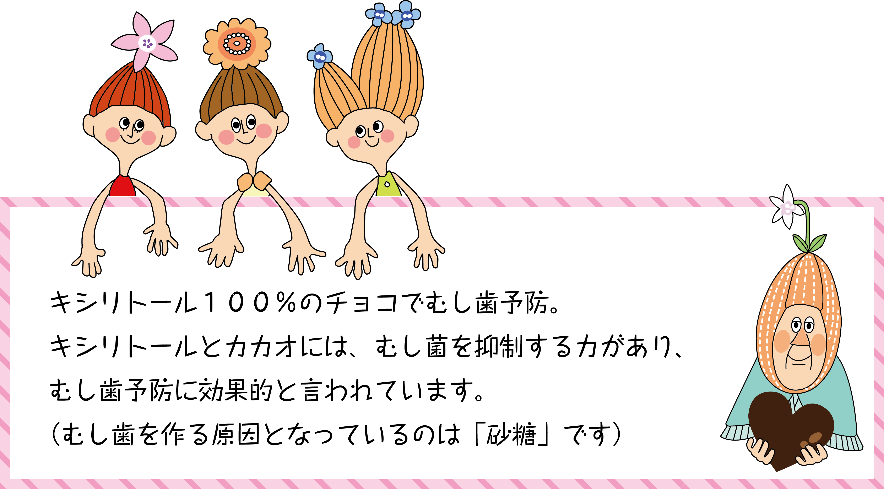 キシリトール１００％のチョコでむし歯予防。
キシリトールとカカオには、むし菌を抑制する力があり、
むし歯予防に効果的と言われています。
（むし歯を作る原因となっているのは「砂糖」です）